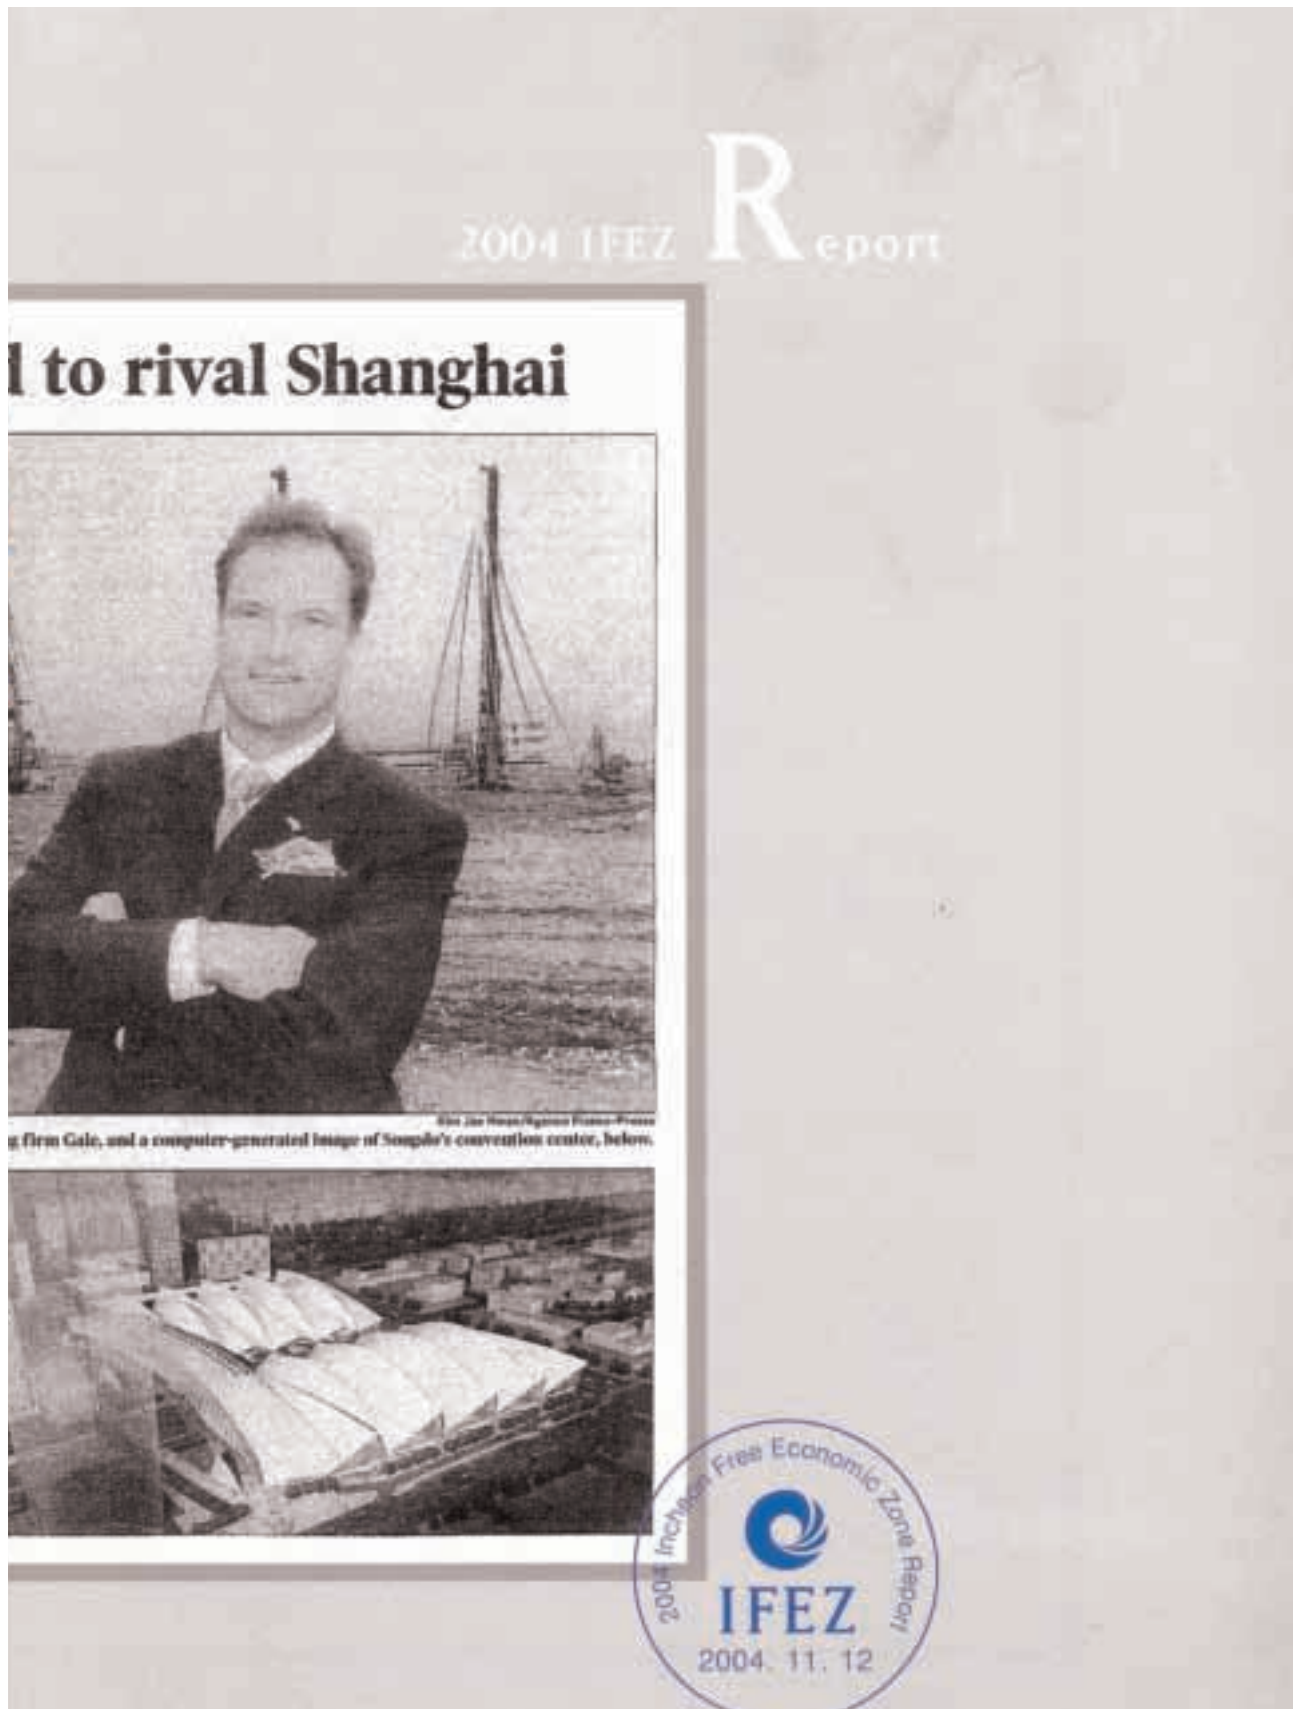 2004 IFEZ Report
d to rival Shanghai
firm Gale, and a computer-generated image of Songdo's convention center, below.
2004 Incheon Free Economic Zone Report
IFEZ
2004. 11. 12